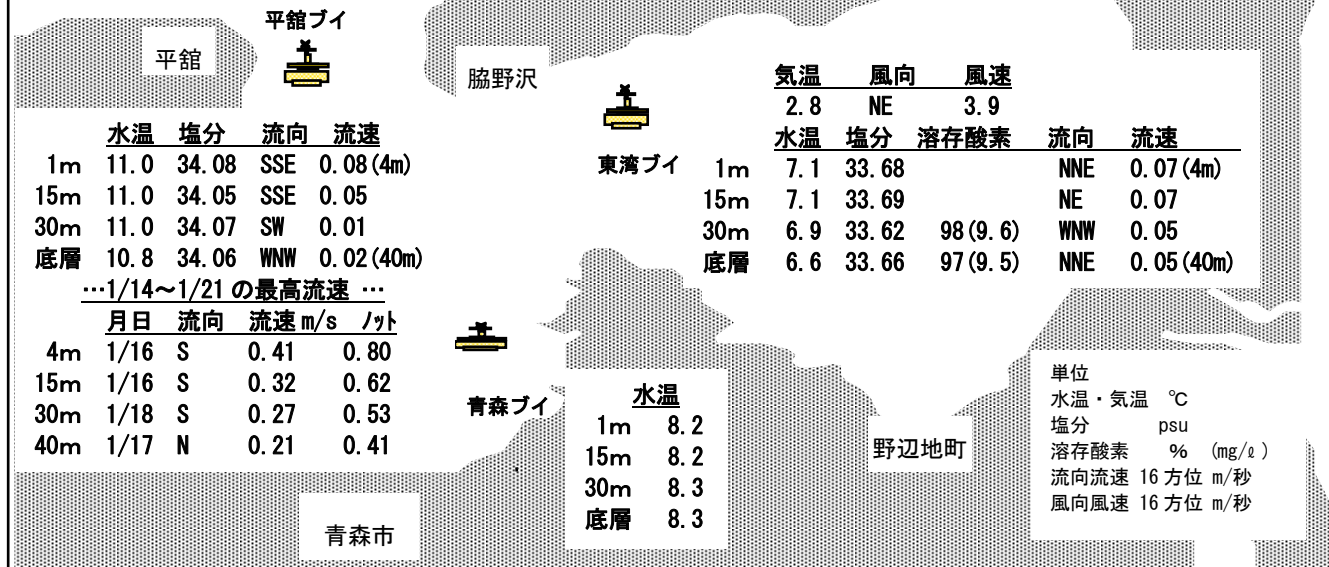 平舘ブイ
平舘
脇野沢
水温 塩分 流向 流速
1m 11.0 34.08 SSE 0.08(4m)
15m 11.0 34.05 SSE 0.05
30m 11.0 34.07 SW 0.01
底層 10.8 34.06 WNW 0.02(40m)
…1/14～1/21の最高流速 …
月日 流向 流速m/s ﾉｯﾄ
4m 1/16 S 0.41 0.80
15m 1/16 S 0.32 0.62
30m 1/18 S 0.27 0.53
40m 1/17 N 0.21 0.41
東湾ブイ
気温 風向 風速
2.8 NE 3.9
水温 塩分 溶存酸素 流向 流速
1m 7.1 33.68 NNE 0.07(4m)
15m 7.1 33.69 NE 0.07
30m 6.9 33.62 98(9.6) WNW 0.05
底層 6.6 33.66 97(9.5) NNE 0.05(40m)
青森ブイ
水温
1m 8.2
15m 8.2
30m 8.3
底層 8.3
青森市
野辺地町
単位
水温・気温 ℃
塩分 psu
溶存酸素 % (mg/ℓ)
流向流速 16方位 m/秒
風向風速 16方位 m/秒